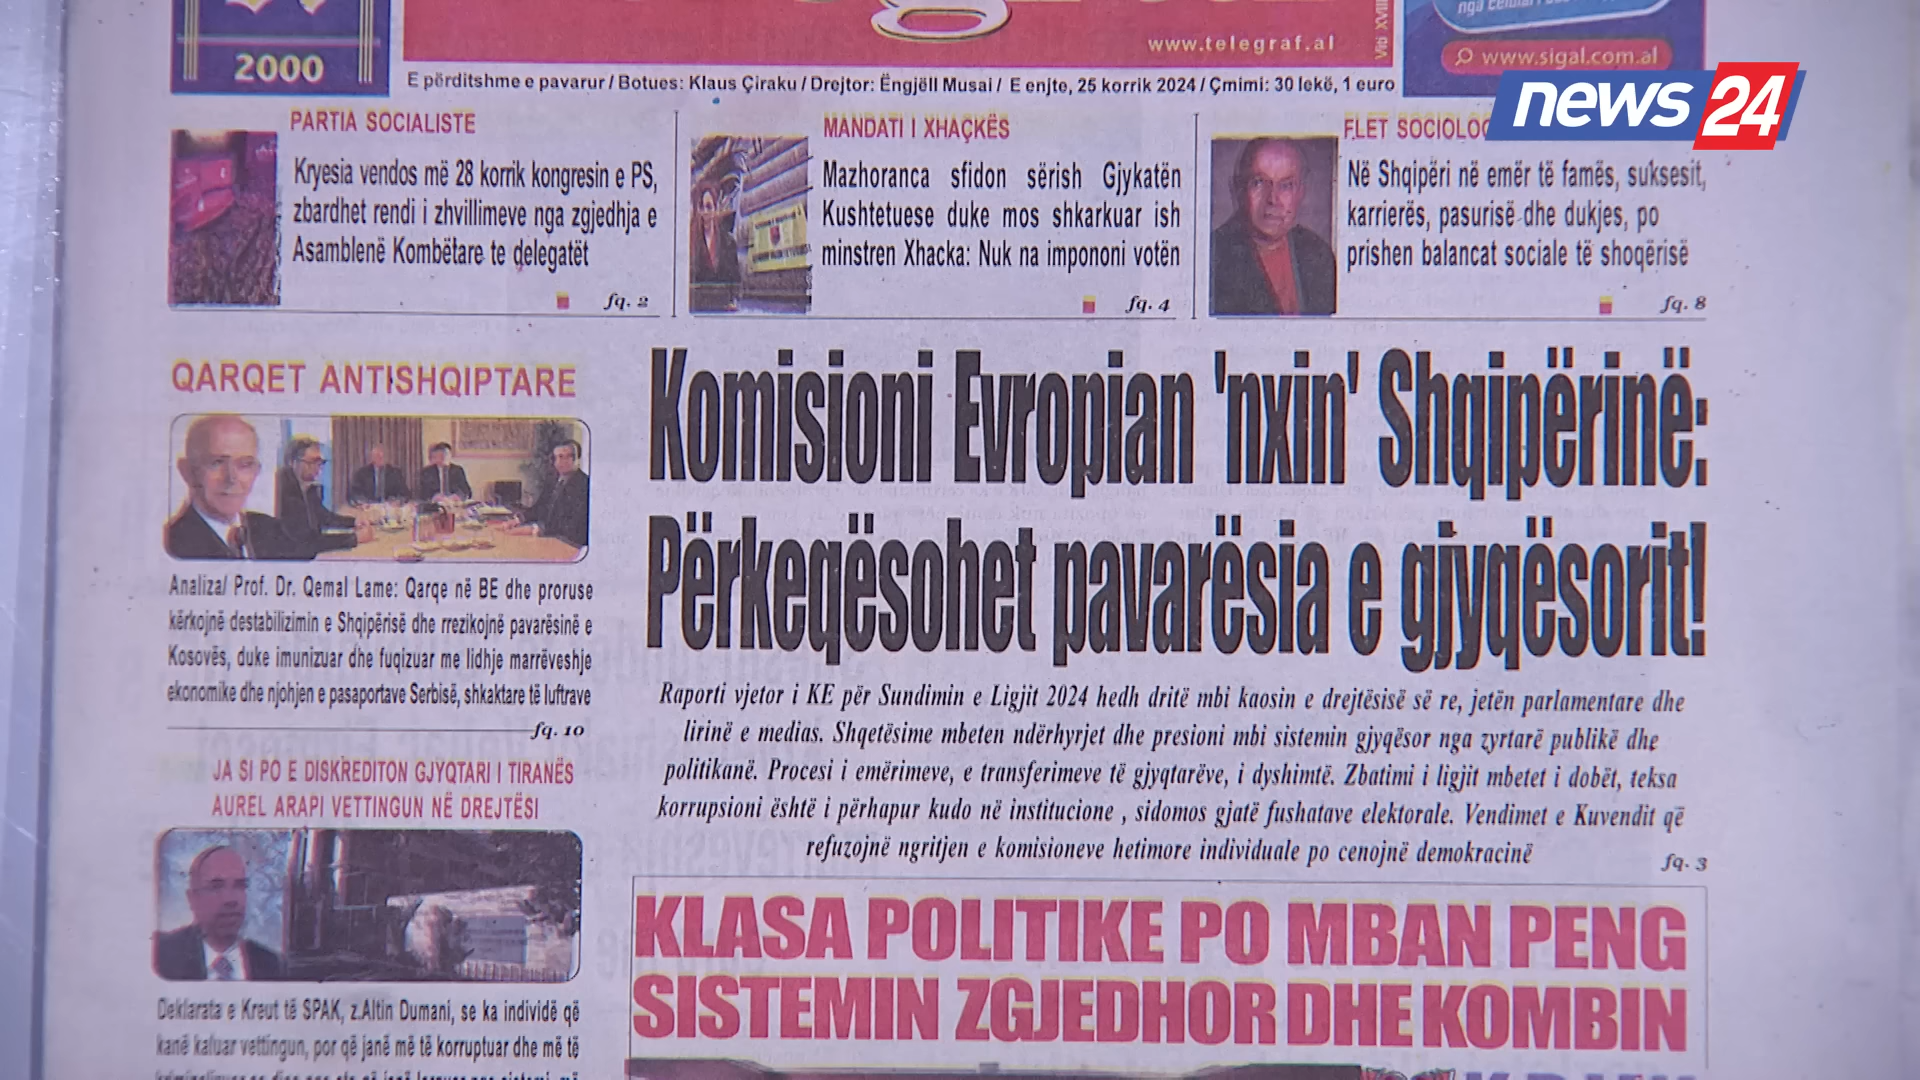 www.telegraf.al
Viti XVIII
www.sigal.com.al
2000
E përditshme e pavarur / Botues: Klaus Çiraku / Drejtor: Ëngjëll Musai / E enjte, 25 korrik 2024 / Çmimi: 30 lekë, 1 euro
news 24
PARTIA SOCIALISTE
Kryesia vendos më 28 korrik kongresin e PS,
zbardhet rendi i zhvillimeve nga zgjedhja e
Asamblenë Kombëtare te delegatët
fq. 2
MANDATI I XHAÇKËS
Mazhoranca sfidon sërish Gjykatën
Kushtetuese duke mos shkarkuar ish
minstren Xhacka: Nuk na impononi votën
fq. 4
FLET SOCIOLOG
Në Shqipëri në emër të famës, suksesit,
karrierës, pasurisë dhe dukjes, po
prishen balancat sociale të shoqërisë
fq. 8
QARQET ANTISHQIPTARE
Analiza/ Prof. Dr. Qemal Lame: Qarqe në BE dhe proruse
kërkojnë destabilizimin e Shqipërisë dhe rrezikojnë pavarësinë e
Kosovës, duke imunizuar dhe fuqizuar me lidhje marrëveshje
ekonomike dhe njohjen e pasaportave Serbisë, shkaktare të luftrave
fq. 10
JA SI PO E DISKREDITON GJYQTARI I TIRANËS
AUREL ARAPI VETTINGUN NË DREJTËSI
Deklarata e Kreut të SPAK, z.Altin Dumani, se ka individë që
kanë kaluar vettingun, por që janë më të korruptuar dhe më të
Komisioni Evropian 'nxin' Shqipërinë:
Përkeqësohet pavarësia e gjyqësorit!
Raporti vjetor i KE për Sundimin e Ligjit 2024 hedh dritë mbi kaosin e drejtësisë së re, jetën parlamentare dhe
lirinë e medias. Shqetësime mbeten ndërhyrjet dhe presioni mbi sistemin gjyqësor nga zyrtarë publikë dhe
politikanë. Procesi i emërimeve, e transferimeve të gjyqtarëve, i dyshimtë. Zbatimi i ligjit mbetet i dobët, teksa
korrupsioni është i përhapur kudo në institucione , sidomos gjatë fushatave elektorale. Vendimet e Kuvendit që
refuzojnë ngritjen e komisioneve hetimore individuale po cenojnë demokracinë
fq. 3
KLASA POLITIKE PO MBAN PENG
SISTEMIN ZGJEDHOR DHE KOMBIN